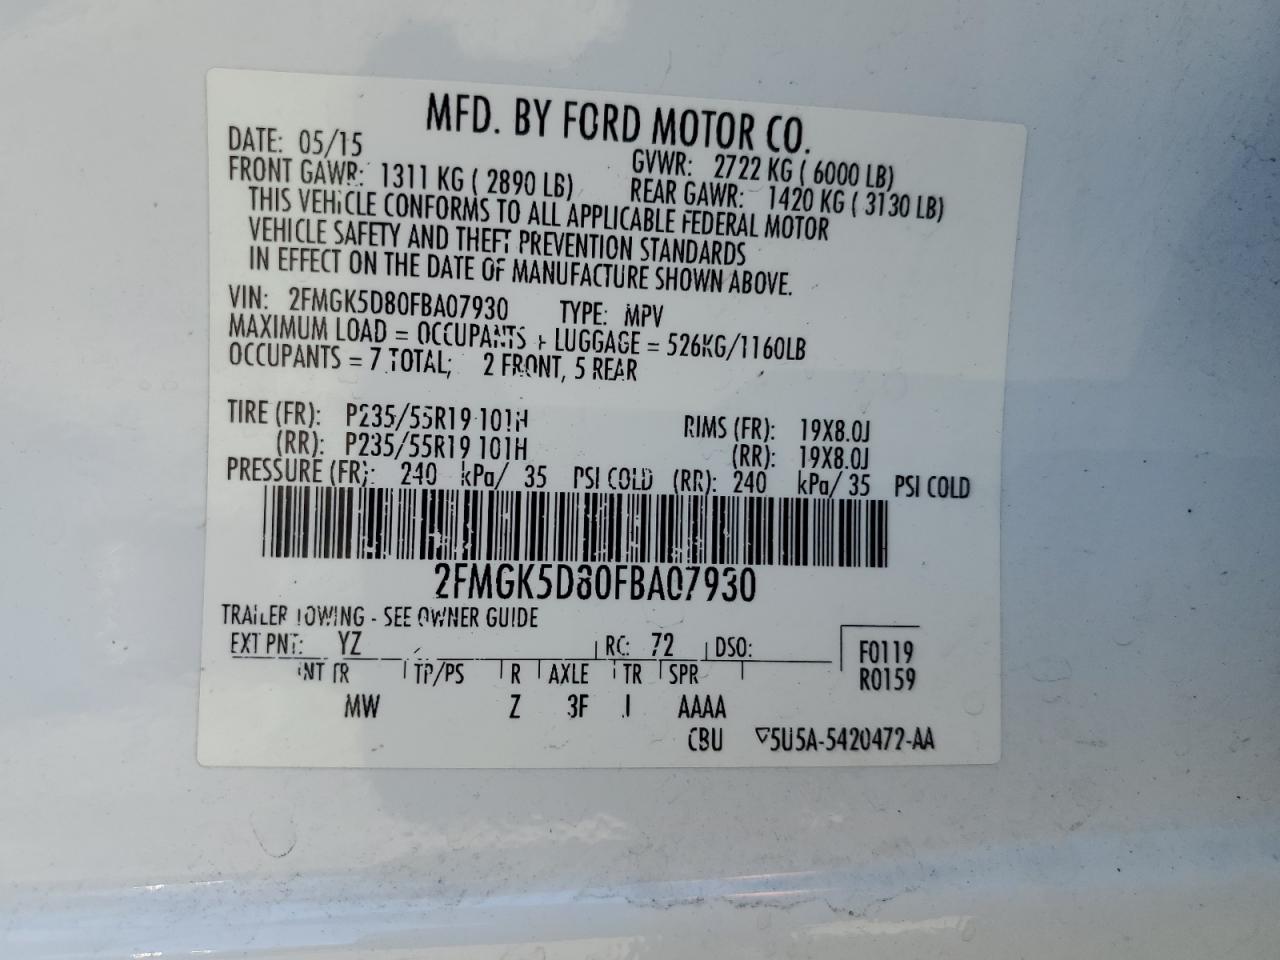 MFD. BY FORD MOTOR CO.
DATE: 05/15 GVWR: 2722 KG ( 6000 LB)
FRONT GAWR: 1311 KG ( 2890 LB) REAR GAWR: 1420 KG ( 3130 LB)
THIS VEHICLE CONFORMS TO ALL APPLICABLE FEDERAL MOTOR
VEHICLE SAFETY AND THEFT PREVENTION STANDARDS
IN EFFECT ON THE DATE OF MANUFACTURE SHOWN ABOVE.
VIN: 2FMGK5D80FBA07930 TYPE: MPV
MAXIMUM LOAD = OCCUPANTS + LUGGAGE = 526KG/1160LB
OCCUPANTS = 7 TOTAL; 2 FRONT, 5 REAR
TIRE (FR): P235/55R19 101H RIMS (FR): 19X8.0J
(RR): P235/55R19 101H (RR): 19X8.0J
PRESSURE (FR): 240 kPa/ 35 PSI COLD (RR): 240 kPa/ 35 PSI COLD
2FMGK5D80FBA07930
TRAILER TOWING - SEE OWNER GUIDE
EXT PNT: YZ RC: 72 DSO: F0119
INT TR TP/PS R AXLE TR SPR R0159
MW Z 3F J AAAA
CBU ▽5U5A-5420472-AA